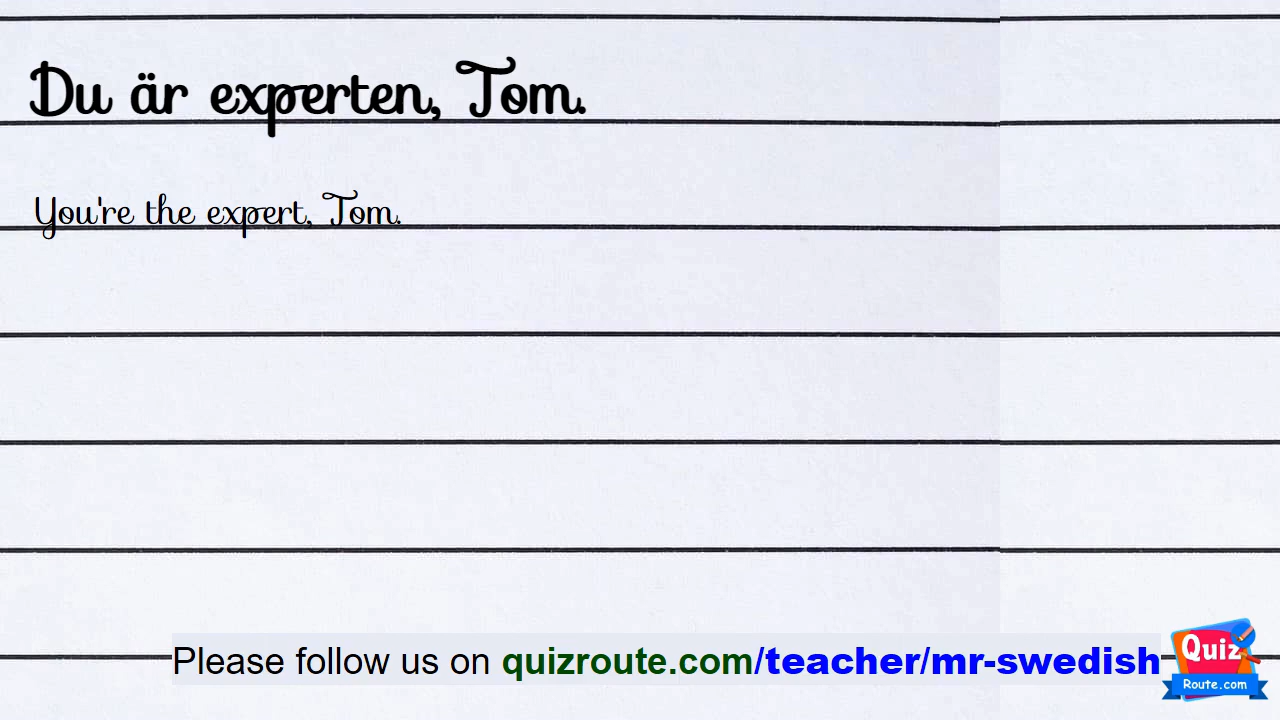 Du är experten, Tom.
You're the expert, Tom.
Please follow us on quizroute.com/teacher/mr-swedish
Quiz
Route.com